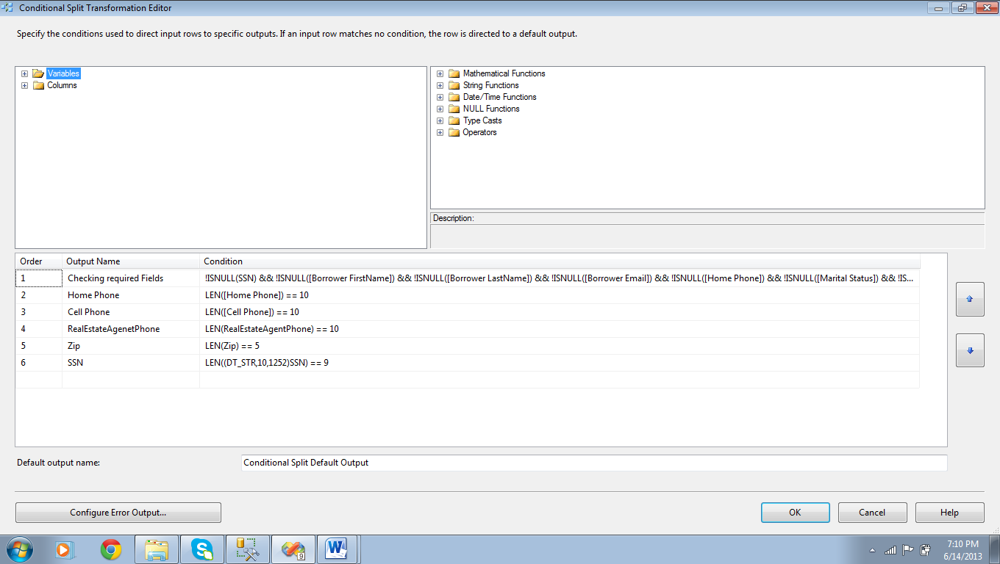 Conditional Split Transformation Editor
Specify the conditions used to direct input rows to specific outputs. If an input row matches no condition, the row is directed to a default output.
Variables
Columns
Mathematical Functions
String Functions
Date/Time Functions
NULL Functions
Type Casts
Operators
Description:
Order Output Name Condition
1 Checking required Fields !ISNULL(SSN) && !ISNULL([Borrower FirstName]) && !ISNULL([Borrower LastName]) && !ISNULL([Borrower Email]) && !ISNULL([Home Phone]) && !ISNULL([Marital Status]) && !IS...
2 Home Phone LEN([Home Phone]) == 10
3 Cell Phone LEN([Cell Phone]) == 10
4 RealEstateAgenetPhone LEN(RealEstateAgentPhone) == 10
5 Zip LEN(Zip) == 5
6 SSN LEN((DT_STR,10,1252)SSN) == 9
Default output name: Conditional Split Default Output
Configure Error Output... OK Cancel Help
9
7:10 PM
6/14/2013